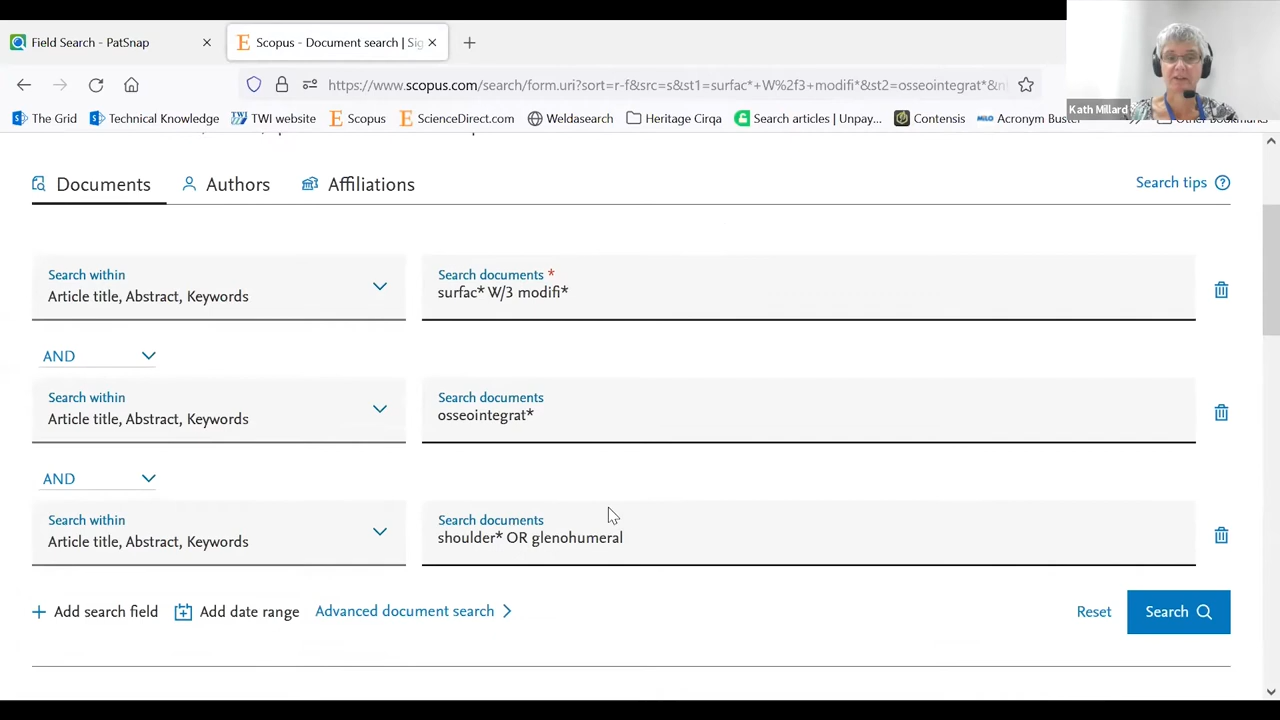 Field Search - PatSnap
Scopus - Document search | Sig
https://www.scopus.com/search/form.uri?sort=r-f&src=s&st1=surfac*+W%2f3+modifi*&st2=osseointegrat*&
Kath Millard
The Grid
Technical Knowledge
TWI website
Scopus
ScienceDirect.com
Weldasearch
Heritage Cirqa
Search articles | Unpay...
Contensis
MILO Acronym Buster
Other bookmarks
Documents
Authors
Affiliations
Search tips
Search within
Article title, Abstract, Keywords
Search documents *
surfac* W/3 modifi*
AND
Search within
Article title, Abstract, Keywords
Search documents
osseointegrat*
AND
Search within
Article title, Abstract, Keywords
Search documents
shoulder* OR glenohumeral
+ Add search field
Add date range
Advanced document search
Reset
Search